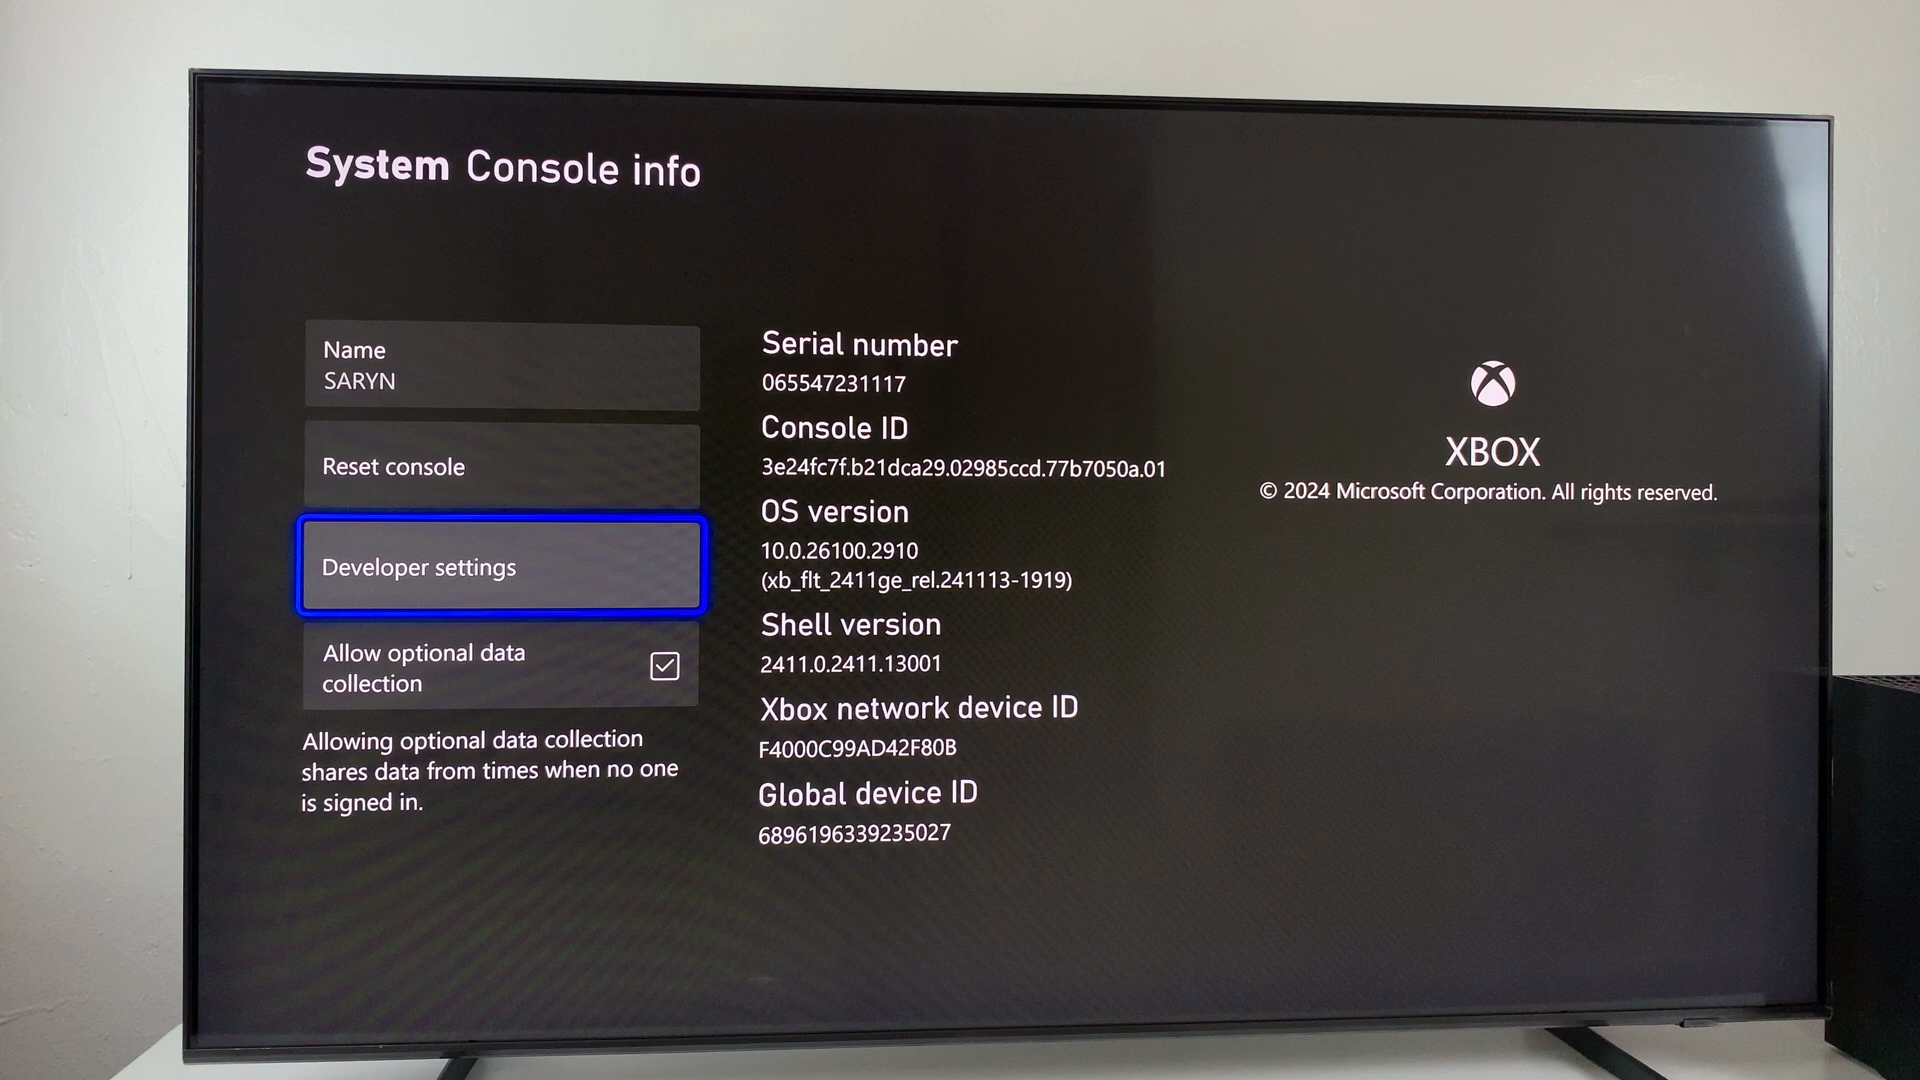 System Console info
Name
SARYN
Reset console
Developer settings
Allow optional data
collection
Allowing optional data collection
shares data from times when no one
is signed in.
Serial number
065547231117
Console ID
3e24fc7f.b21dca29.02985ccd.77b7050a.01
OS version
10.0.26100.2910
(xb_flt_2411ge_rel.241113-1919)
Shell version
2411.0.2411.13001
Xbox network device ID
F4000C99AD42F80B
Global device ID
6896196339235027
XBOX
© 2024 Microsoft Corporation. All rights reserved.